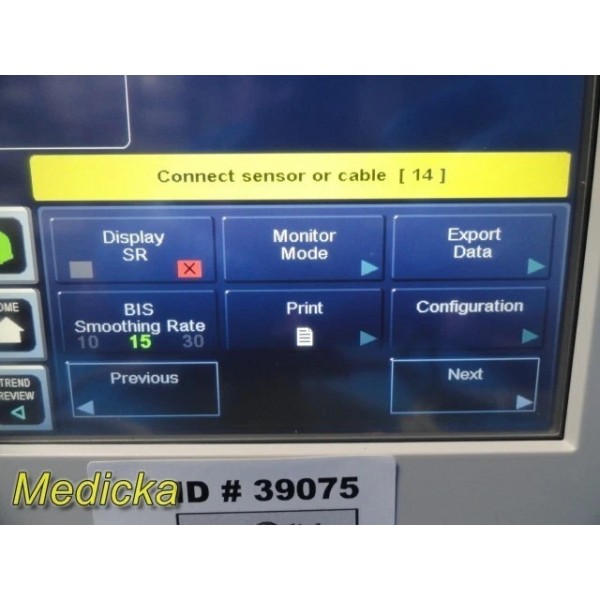 Connect sensor or cable [ 14 ]
Display
SR
Monitor
Mode
Export
Data
BIS
Smoothing Rate
10 15 30
Print
Configuration
Previous
Next
OME
TREND
REVIEW
Medicka
ID # 39075